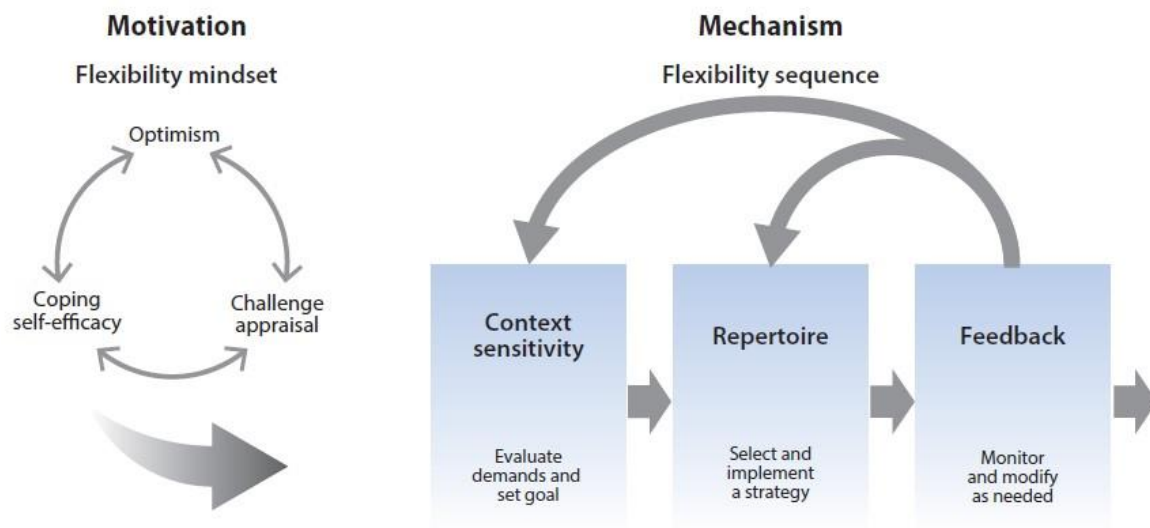 Motivation
Flexibility mindset
Optimism
Coping
self-efficacy
Challenge
appraisal
Mechanism
Flexibility sequence
Context
sensitivity
Evaluate
demands and
set goal
Repertoire
Select and
implement
a strategy
Feedback
Monitor
and modify
as needed